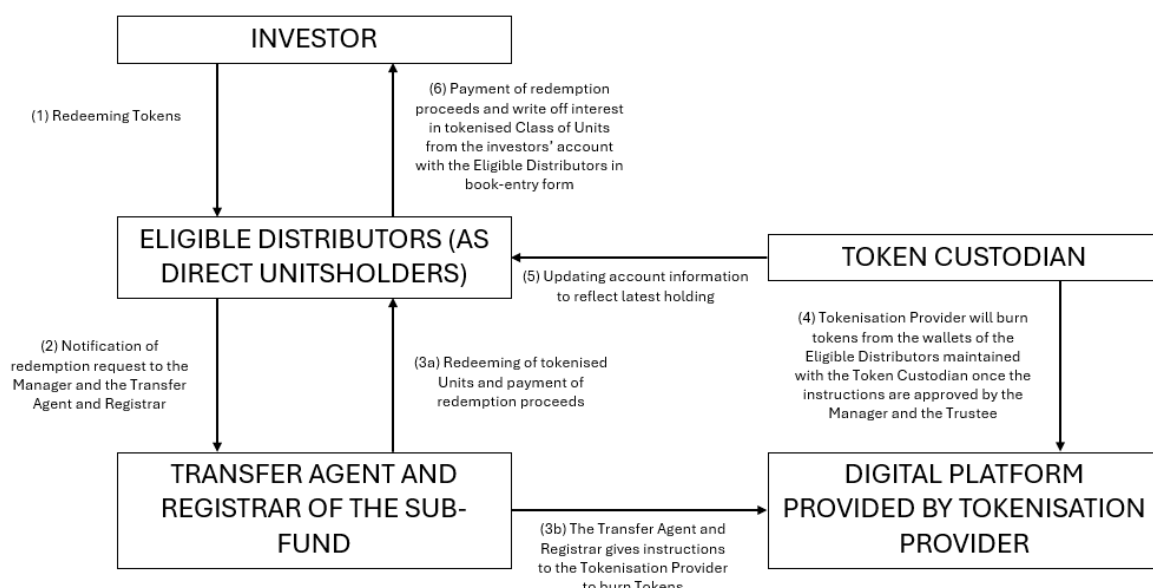 INVESTOR
(1) Redeeming Tokens
(6) Payment of redemption
proceeds and write off interest
in tokenised Class of Units
from the investors' account
with the Eligible Distributors in
book-entry form
ELIGIBLE DISTRIBUTORS (AS
DIRECT UNITSHOLDERS)
TOKEN CUSTODIAN
(5) Updating account information
to reflect latest holding
(2) Notification of
redemption request to the
Manager and the Transfer
Agent and Registrar
(3a) Redeeming of tokenised
Units and payment of
redemption proceeds
(4) Tokenisation Provider will burn
tokens from the wallets of the
Eligible Distributors maintained
with the Token Custodian once the
instructions are approved by the
Manager and the Trustee
TRANSFER AGENT AND
REGISTRAR OF THE SUB-
FUND
(3b) The Transfer Agent and
Registrar gives instructions
to the Tokenisation Provider
to burn Tokens
DIGITAL PLATFORM
PROVIDED BY TOKENISATION
PROVIDER